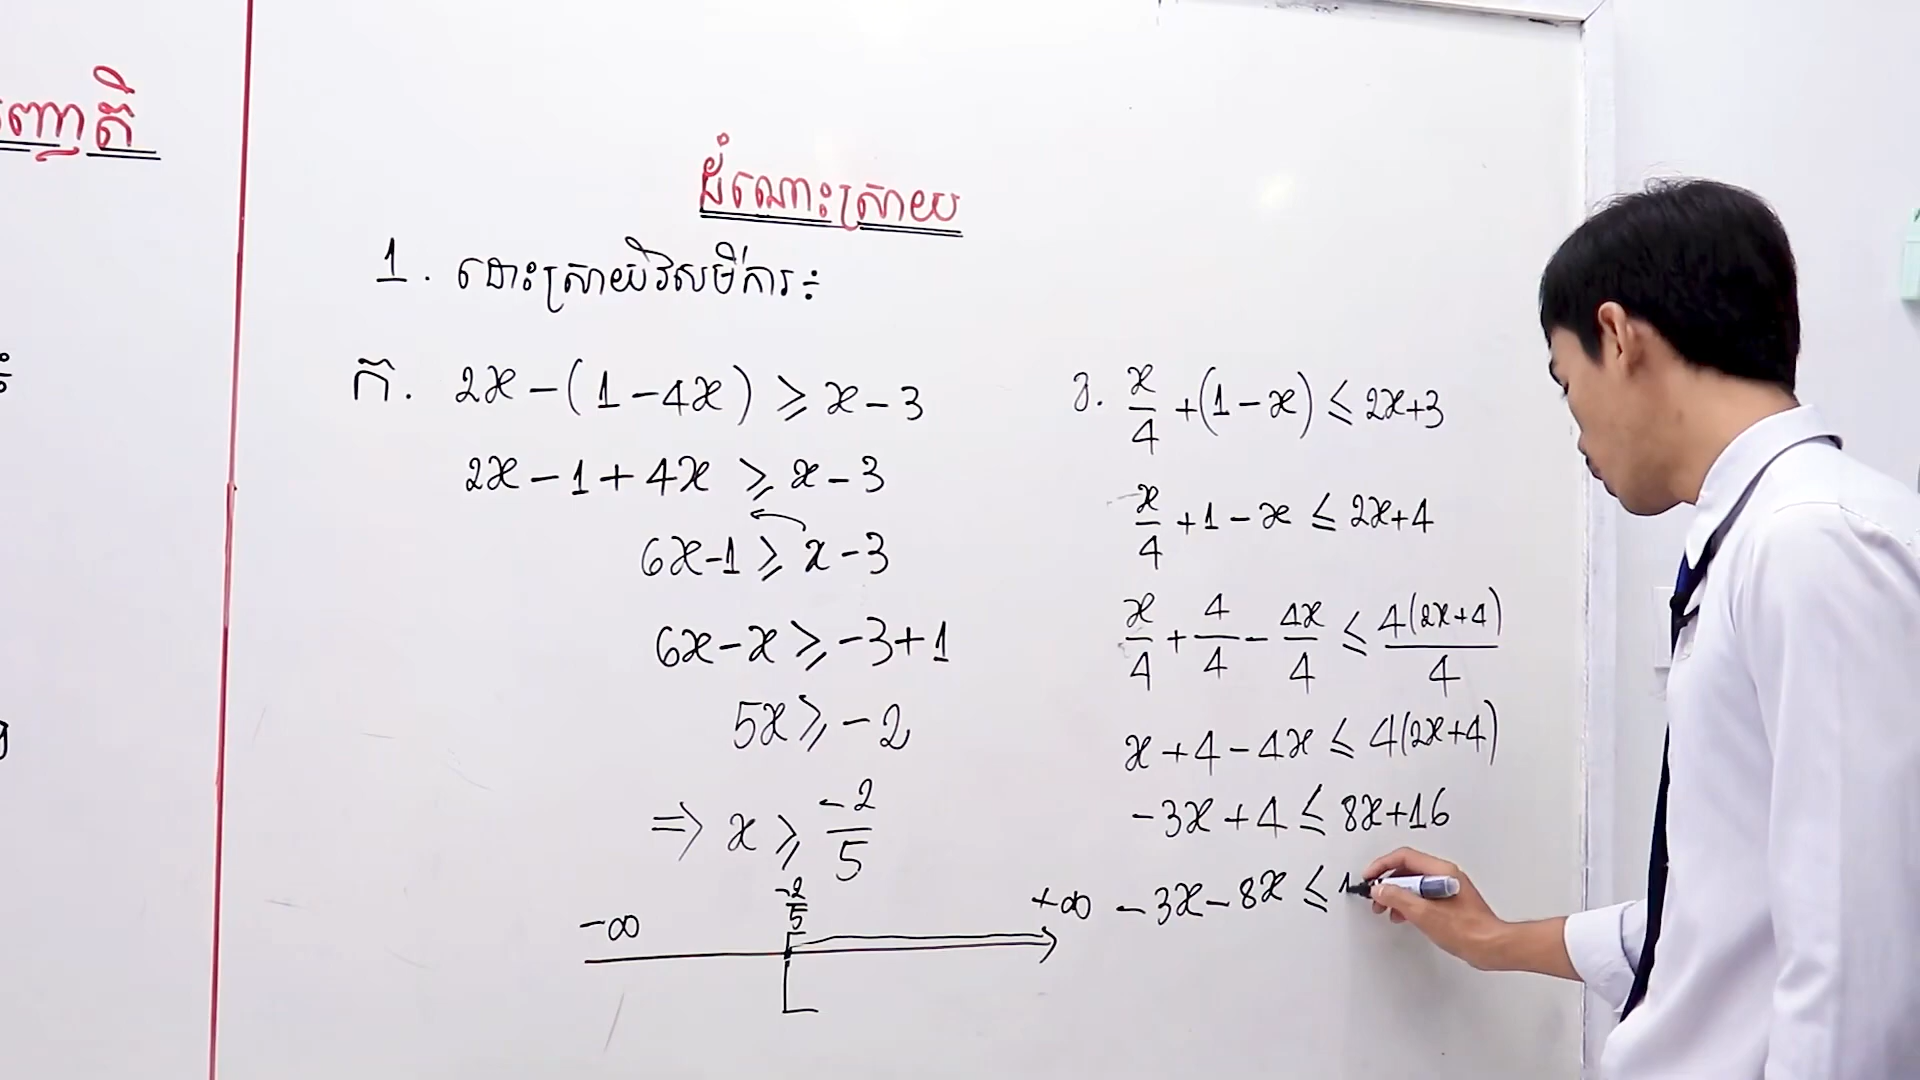 ដំណោះស្រាយ
1. ដោះស្រាយវិសមីការ÷
ក. 2x - (1 - 4x) ⩾ x - 3
2x - 1 + 4x ⩾ x - 3
6x - 1 ⩾ x - 3
6x - x ⩾ -3 + 1
5x ⩾ -2
⇒ x ⩾ -2/5
-2/5
-∞ +∞
ខ. x/4 + (1 - x) ≤ 2x + 3
x/4 + 1 - x ≤ 2x + 4
x/4 + 4/4 - 4x/4 ≤ 4(2x + 4)/4
x + 4 - 4x ≤ 4(2x + 4)
-3x + 4 ≤ 8x + 16
-3x - 8x ≤ 1